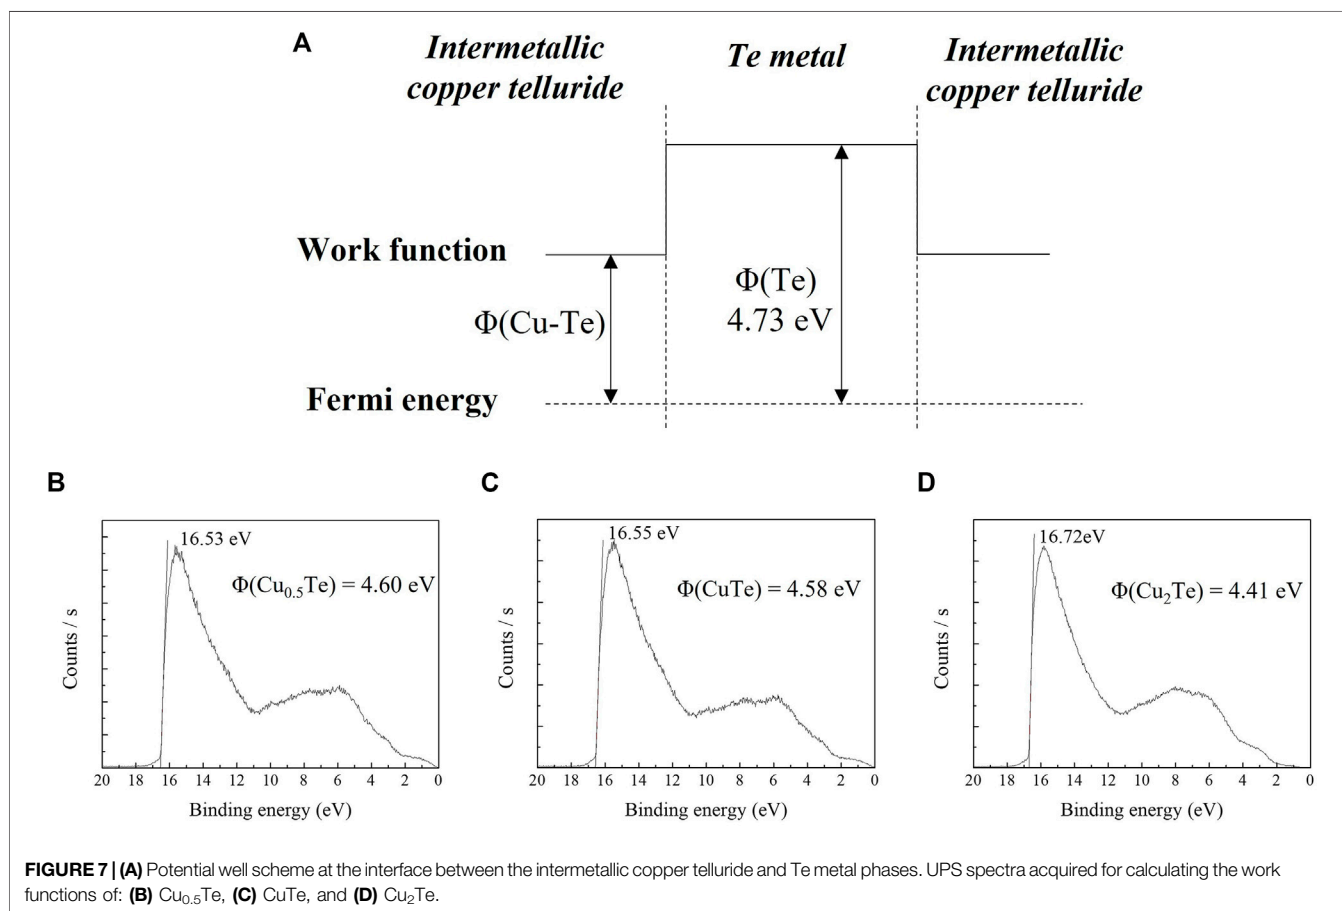 A
Intermetallic
copper telluride
Te metal
Intermetallic
copper telluride
Work function
Φ(Cu-Te)
Φ(Te)
4.73 eV
Fermi energy
B
16.53 eV
Φ(Cu₀.₅Te) = 4.60 eV
Counts / s
20 18 16 14 12 10 8 6 4 2 0
Binding energy (eV)
C
16.55 eV
Φ(CuTe) = 4.58 eV
Counts / s
20 18 16 14 12 10 8 6 4 2 0
Binding energy (eV)
D
16.72eV
Φ(Cu₂Te) = 4.41 eV
Counts / s
20 18 16 14 12 10 8 6 4 2 0
Binding energy (eV)
FIGURE 7 | (A) Potential well scheme at the interface between the intermetallic copper telluride and Te metal phases. UPS spectra acquired for calculating the work
functions of: (B) Cu₀.₅Te, (C) CuTe, and (D) Cu₂Te.